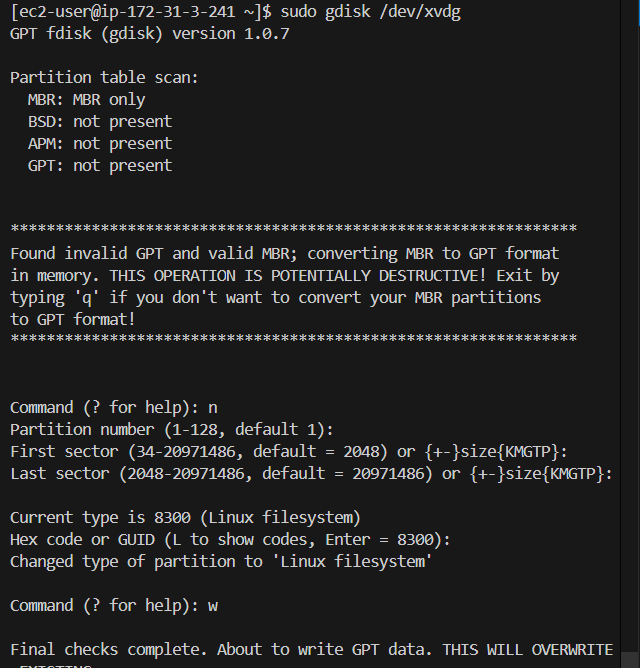 [ec2-user@ip-172-31-3-241 ~]$ sudo gdisk /dev/xvdg
GPT fdisk (gdisk) version 1.0.7
Partition table scan:
  MBR: MBR only
  BSD: not present
  APM: not present
  GPT: not present
***************************************************************
Found invalid GPT and valid MBR; converting MBR to GPT format
in memory. THIS OPERATION IS POTENTIALLY DESTRUCTIVE! Exit by
typing 'q' if you don't want to convert your MBR partitions
to GPT format!
***************************************************************
Command (? for help): n
Partition number (1-128, default 1):
First sector (34-20971486, default = 2048) or {+-}size{KMGTP}:
Last sector (2048-20971486, default = 20971486) or {+-}size{KMGTP}:
Current type is 8300 (Linux filesystem)
Hex code or GUID (L to show codes, Enter = 8300):
Changed type of partition to 'Linux filesystem'
Command (? for help): w
Final checks complete. About to write GPT data. THIS WILL OVERWRITE
EXISTING